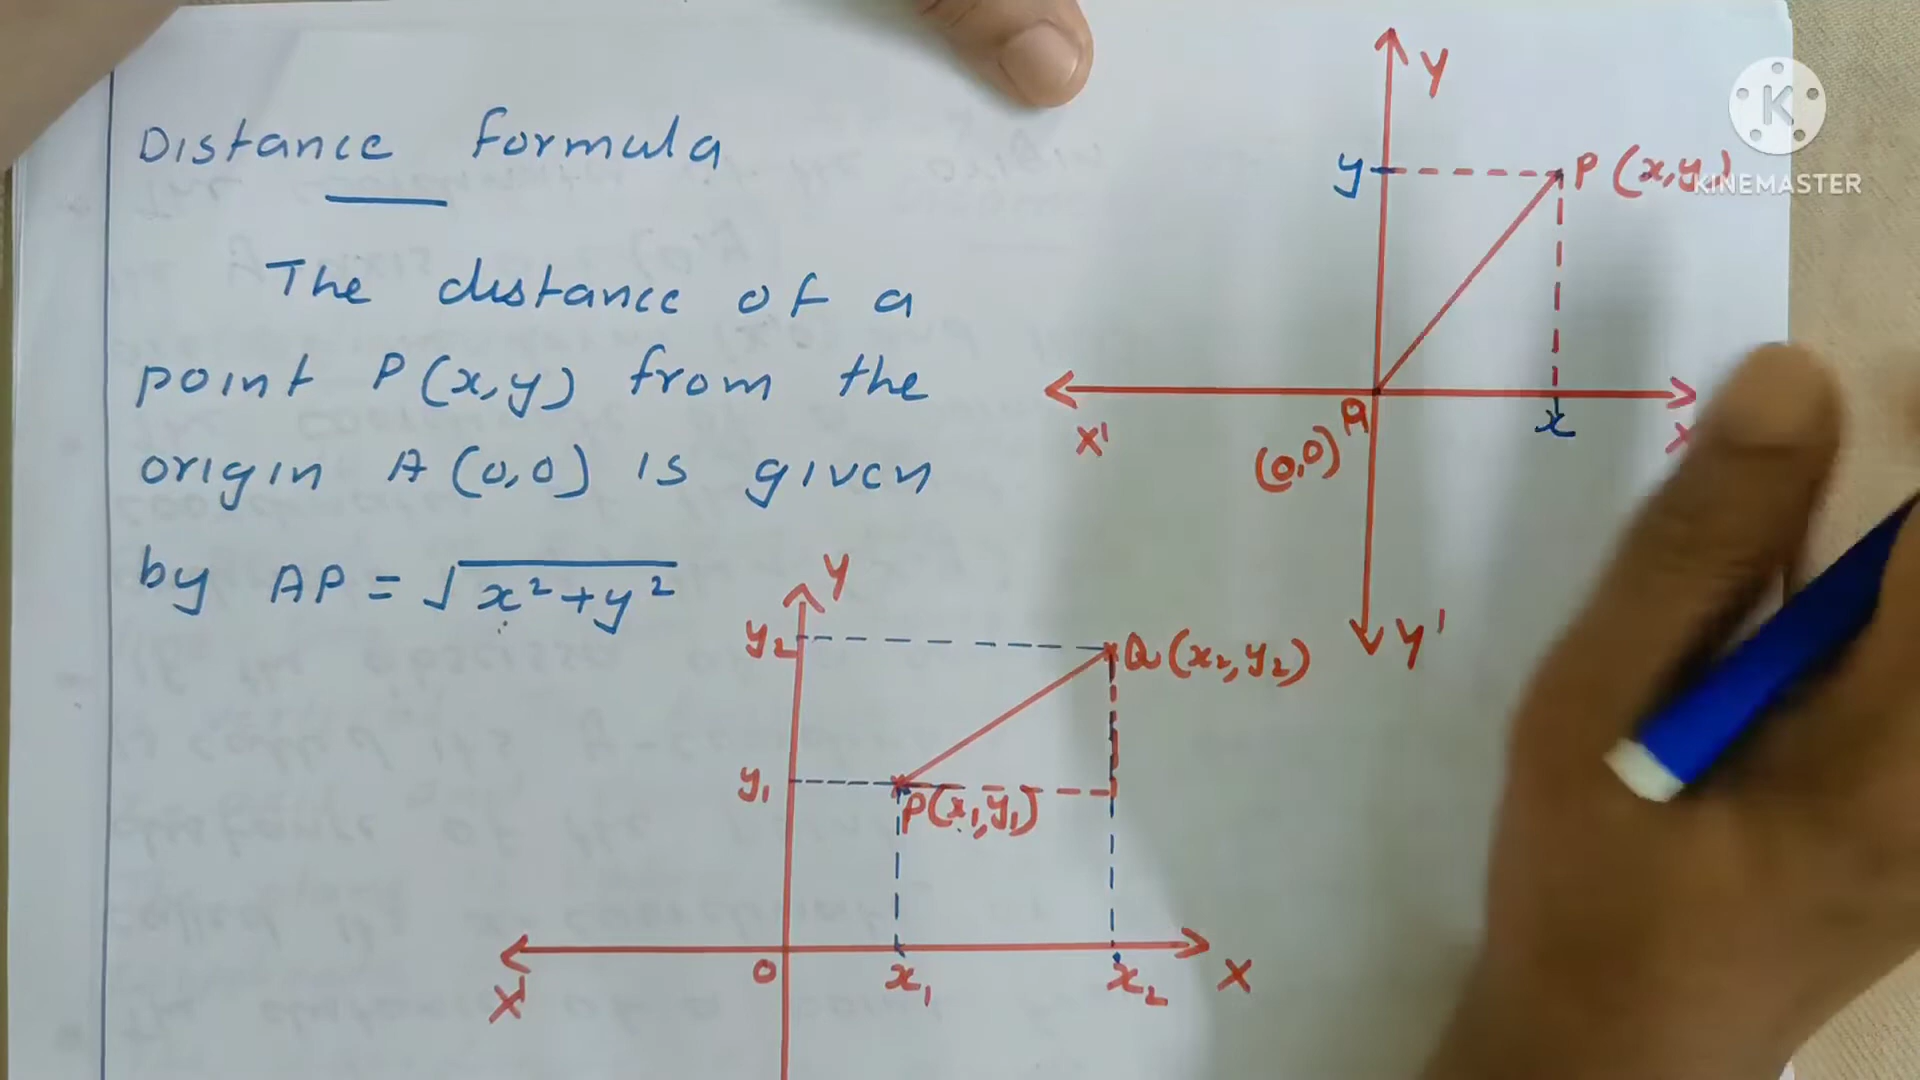 Distance formula
The distance of a
point P(x,y) from the
origin A(0,0) is given
by AP = √x²+y²
Y
y
P(x,y)
K
KINEMASTER
X'
A
x
X
(0,0)
Y'
Y
y₂
Q(x₂,y₂)
y₁
P(x₁,y₁)
O
x₁
x₂
X
X'